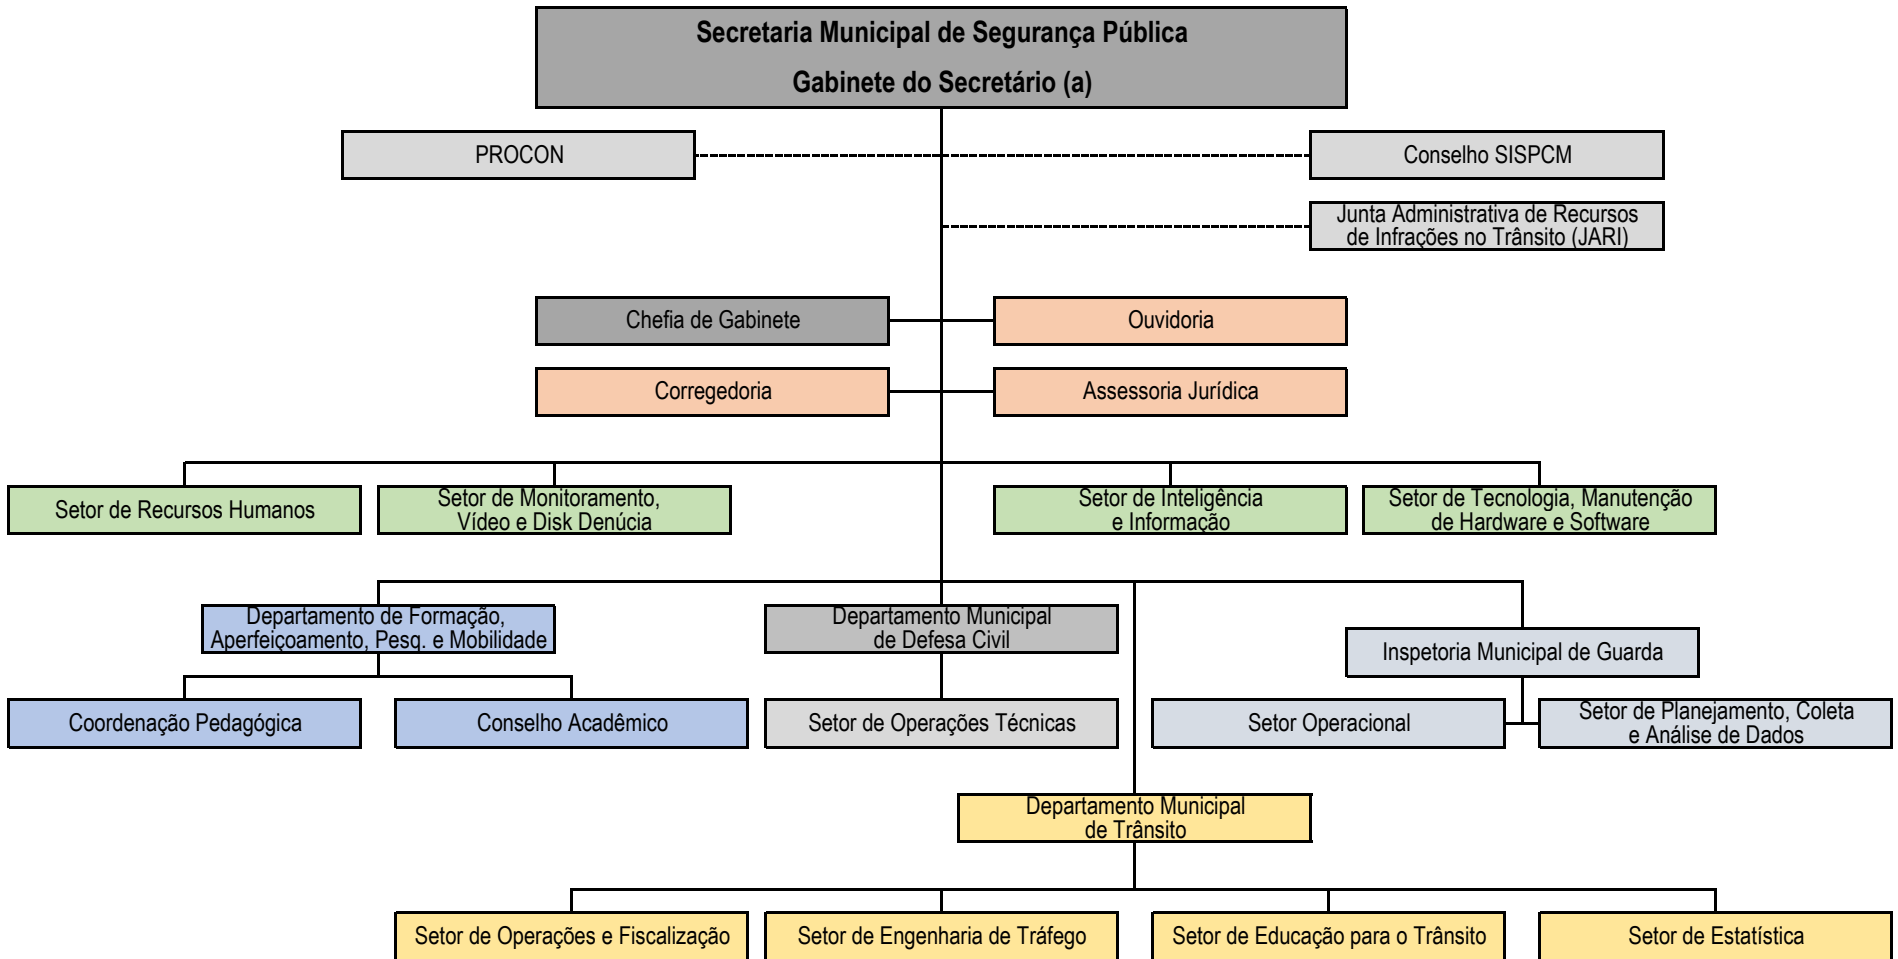 Secretaria Municipal de Segurança Pública
Gabinete do Secretário (a)
PROCON
Conselho SISPCM
Junta Administrativa de Recursos
de Infrações no Trânsito (JARI)
Chefia de Gabinete
Ouvidoria
Corregedoria
Assessoria Jurídica
Setor de Recursos Humanos
Setor de Monitoramento,
Vídeo e Disk Denúcia
Setor de Inteligência
e Informação
Setor de Tecnologia, Manutenção
de Hardware e Software
Departamento de Formação,
Aperfeiçoamento, Pesq. e Mobilidade
Departamento Municipal
de Defesa Civil
Inspetoria Municipal de Guarda
Coordenação Pedagógica
Conselho Acadêmico
Setor de Operações Técnicas
Setor Operacional
Setor de Planejamento, Coleta
e Análise de Dados
Departamento Municipal
de Trânsito
Setor de Operações e Fiscalização
Setor de Engenharia de Tráfego
Setor de Educação para o Trânsito
Setor de Estatística